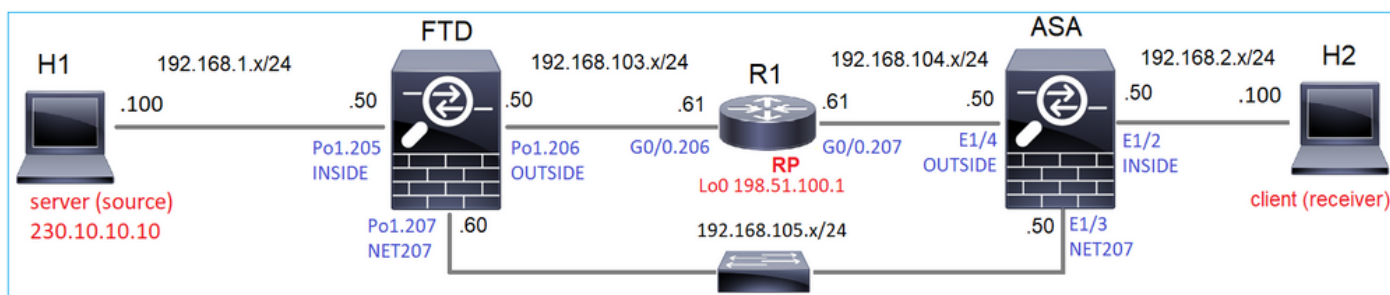 FTD
ASA
H1
192.168.1.x/24
192.168.103.x/24
R1
192.168.104.x/24
192.168.2.x/24
H2
.100
.50
.50
.61
.61
.50
.50
.100
Po1.205
INSIDE
Po1.206
OUTSIDE
G0/0.206
G0/0.207
E1/4
OUTSIDE
E1/2
INSIDE
RP
Lo0 198.51.100.1
server (source)
230.10.10.10
client (receiver)
Po1.207
NET207
.60
192.168.105.x/24
.50
E1/3
NET207